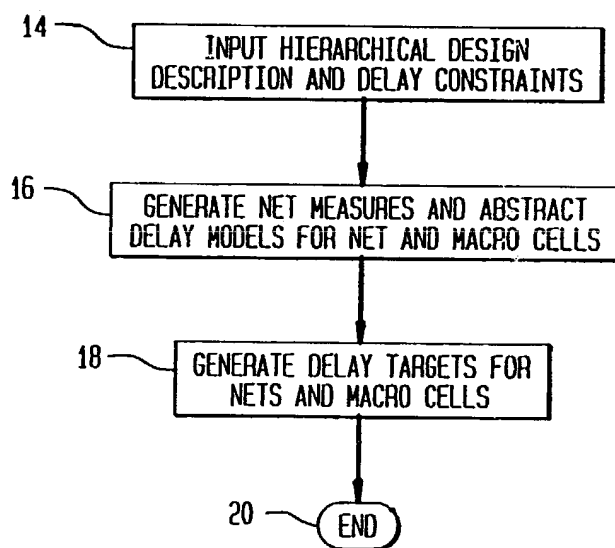 14
INPUT HIERARCHICAL DESIGN
DESCRIPTION AND DELAY CONSTRAINTS
16
GENERATE NET MEASURES AND ABSTRACT
DELAY MODELS FOR NET AND MACRO CELLS
18
GENERATE DELAY TARGETS FOR
NETS AND MACRO CELLS
20
END